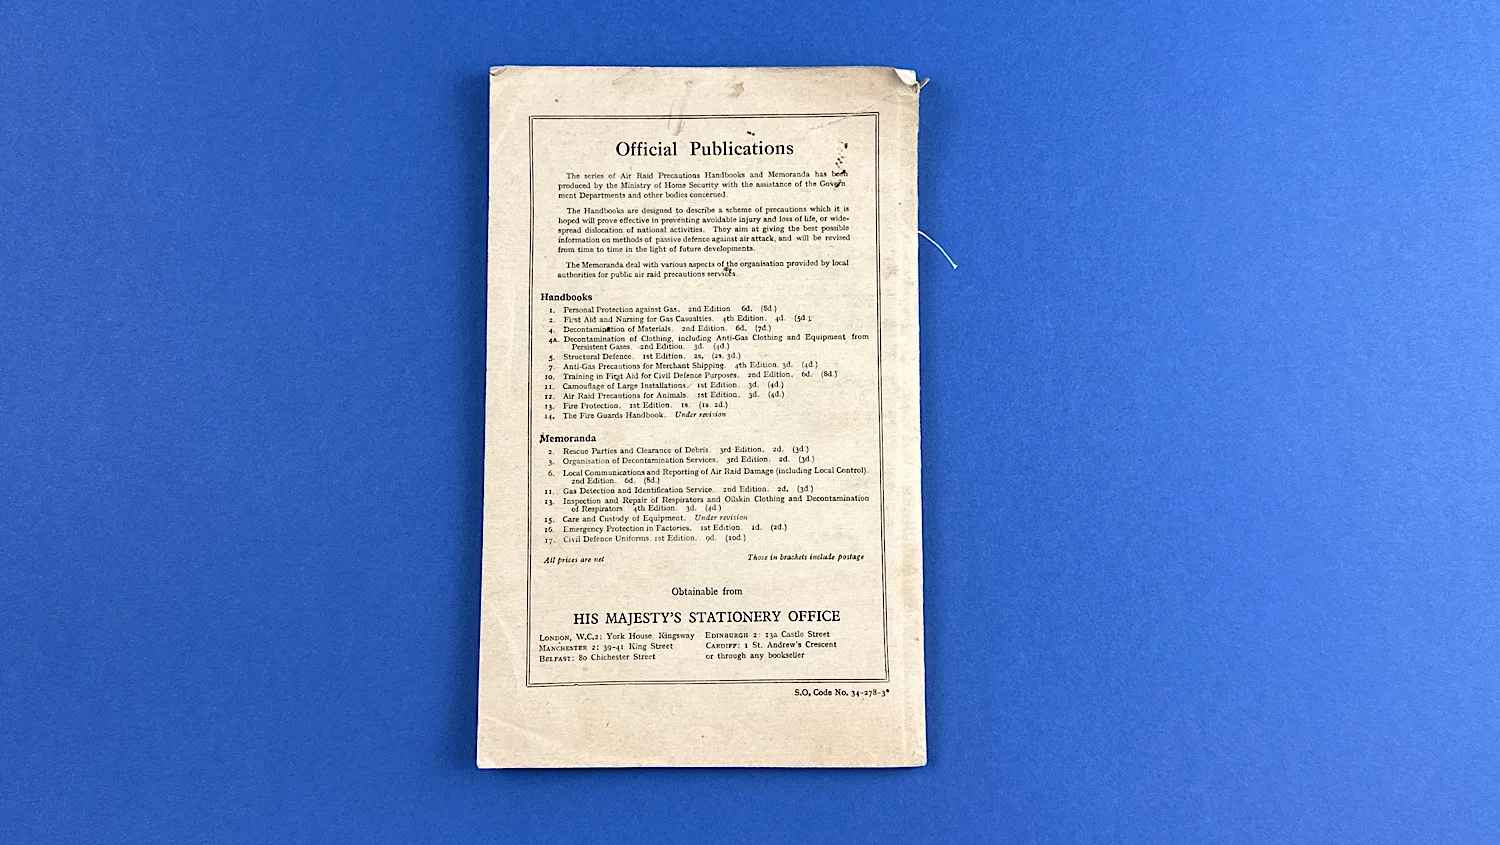 Official Publications
The series of Air Raid Precautions Handbooks and Memoranda has been
produced by the Ministry of Home Security with the assistance of the Govern
ment Departments and other bodies concerned.
The Handbooks are designed to describe a scheme of precautions which it is
hoped will prove effective in preventing avoidable injury and loss of life, or wide-
spread dislocation of national activities. They aim at giving the best possible
information on methods of passive defence against air attack, and will be revised
from time to time in the light of future developments.
The Memoranda deal with various aspects of the organisation provided by local
authorities for public air raid precautions services.
Handbooks
1. Personal Protection against Gas. 2nd Edition 6d. (8d.)
2. First Aid and Nursing for Gas Casualties. 4th Edition. 4d. (5d.)
4. Decontamination of Materials. 2nd Edition. 6d. (7d.)
4A. Decontamination of Clothing, including Anti-Gas Clothing and Equipment from
Persistent Gases. 2nd Edition. 3d. (4d.)
5. Structural Defence. 1st Edition. 2s. (2s. 3d.)
7. Anti-Gas Precautions for Merchant Shipping. 4th Edition. 3d. (4d.)
10. Training in First Aid for Civil Defence Purposes. 2nd Edition. 6d. (8d.)
11. Camouflage of Large Installations. 1st Edition. 3d. (4d.)
12. Air Raid Precautions for Animals. 1st Edition. 3d. (4d.)
13. Fire Protection. 1st Edition. 1s. (1s. 2d.)
14. The Fire Guards Handbook. Under revision
Memoranda
2. Rescue Parties and Clearance of Debris. 3rd Edition. 2d. (3d.)
3. Organisation of Decontamination Services. 3rd Edition. 2d. (3d.)
6. Local Communications and Reporting of Air Raid Damage (including Local Control).
2nd Edition. 6d. (8d.)
11. Gas Detection and Identification Service. 2nd Edition. 2d. (3d.)
13. Inspection and Repair of Respirators and Oilskin Clothing and Decontamination
of Respirators. 4th Edition. 3d. (4d.)
15. Care and Custody of Equipment. Under revision
16. Emergency Protection in Factories. 1st Edition. 1d. (2d.)
17. Civil Defence Uniforms. 1st Edition. 9d. (10d.)
All prices are net Those in brackets include postage
Obtainable from
HIS MAJESTY'S STATIONERY OFFICE
LONDON, W.C.2: York House, Kingsway EDINBURGH 2: 13a Castle Street
MANCHESTER 2: 39-41 King Street CARDIFF: 1 St. Andrew's Crescent
BELFAST: 80 Chichester Street or through any bookseller
S.O. Code No. 34-278-3*